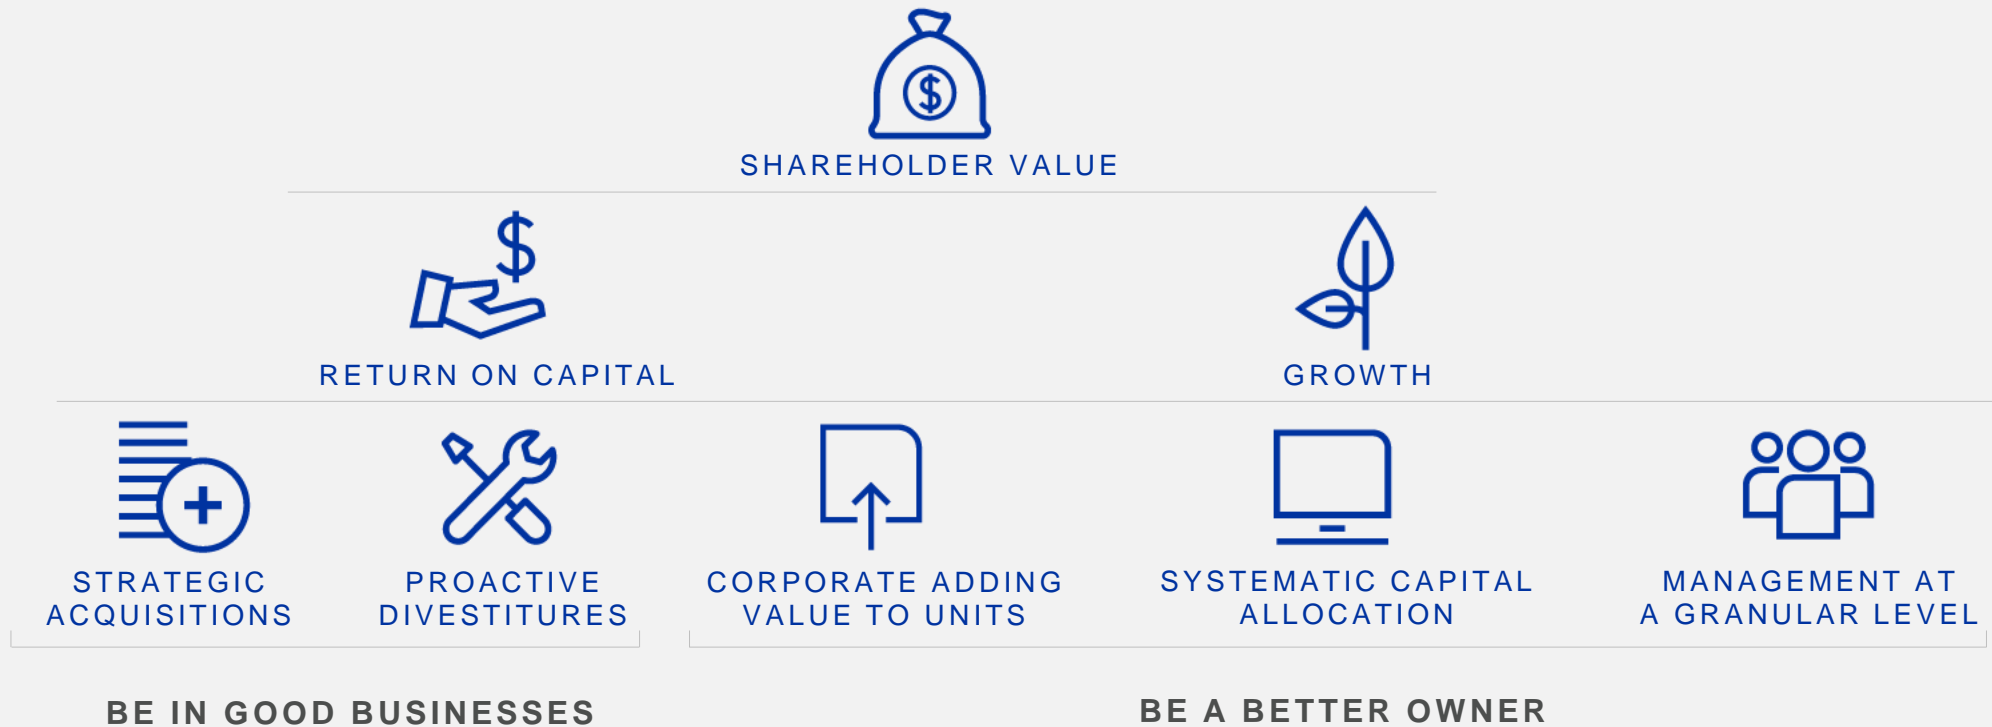 $
SHAREHOLDER VALUE
$
RETURN ON CAPITAL
GROWTH
STRATEGIC
ACQUISITIONS
PROACTIVE
DIVESTITURES
CORPORATE ADDING
VALUE TO UNITS
SYSTEMATIC CAPITAL
ALLOCATION
MANAGEMENT AT
A GRANULAR LEVEL
BE IN GOOD BUSINESSES
BE A BETTER OWNER